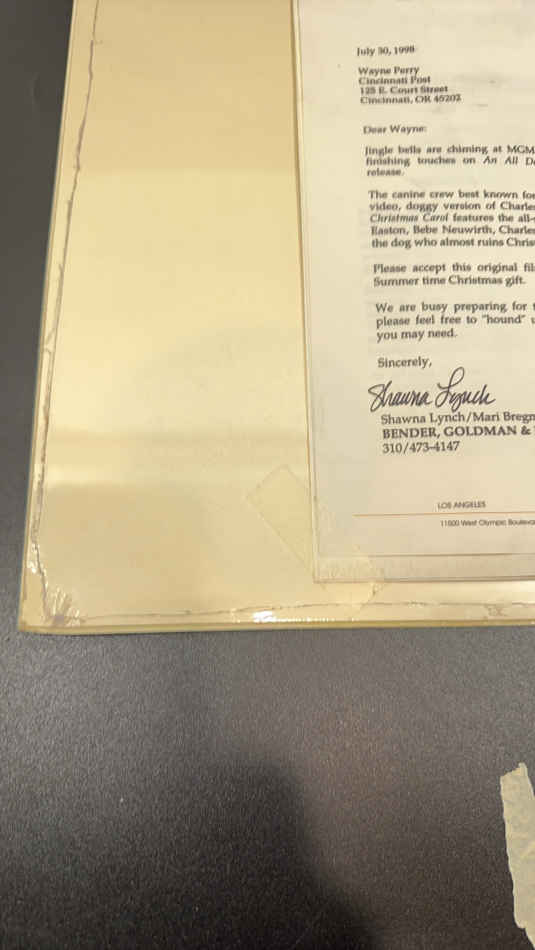 July 30, 1998
Wayne Perry
Cincinnati Post
125 E. Court Street
Cincinnati, OR 45202
Dear Wayne:
Jingle bells are chiming at MGM
finishing touches on An All D
release.
The canine crew best known for
video, doggy version of Charle
Christmas Carol features the all-
Easton, Bebe Neuwirth, Charle
the dog who almost ruins Chris
Please accept this original fil
Summer time Christmas gift.
We are busy preparing for
please feel free to "hound" u
you may need.
Sincerely,
Shawna Lynch
Shawna Lynch/Mari Bregm
BENDER, GOLDMAN &
310/473-4147
LOS ANGELES
11500 West Olympic Bouleva